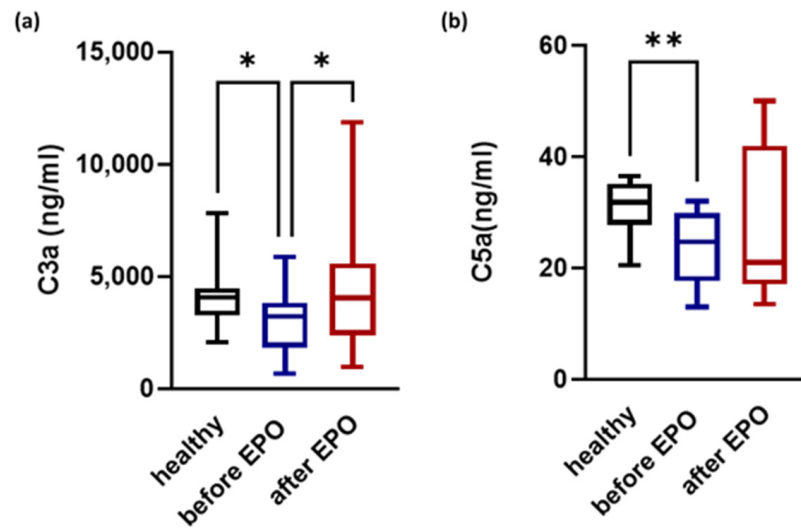 (a)
C3a (ng/ml)
15,000
10,000
5,000
0
*
*
healthy
before EPO
after EPO
(b)
C5a(ng/ml)
60
40
20
0
**
healthy
before EPO
after EPO